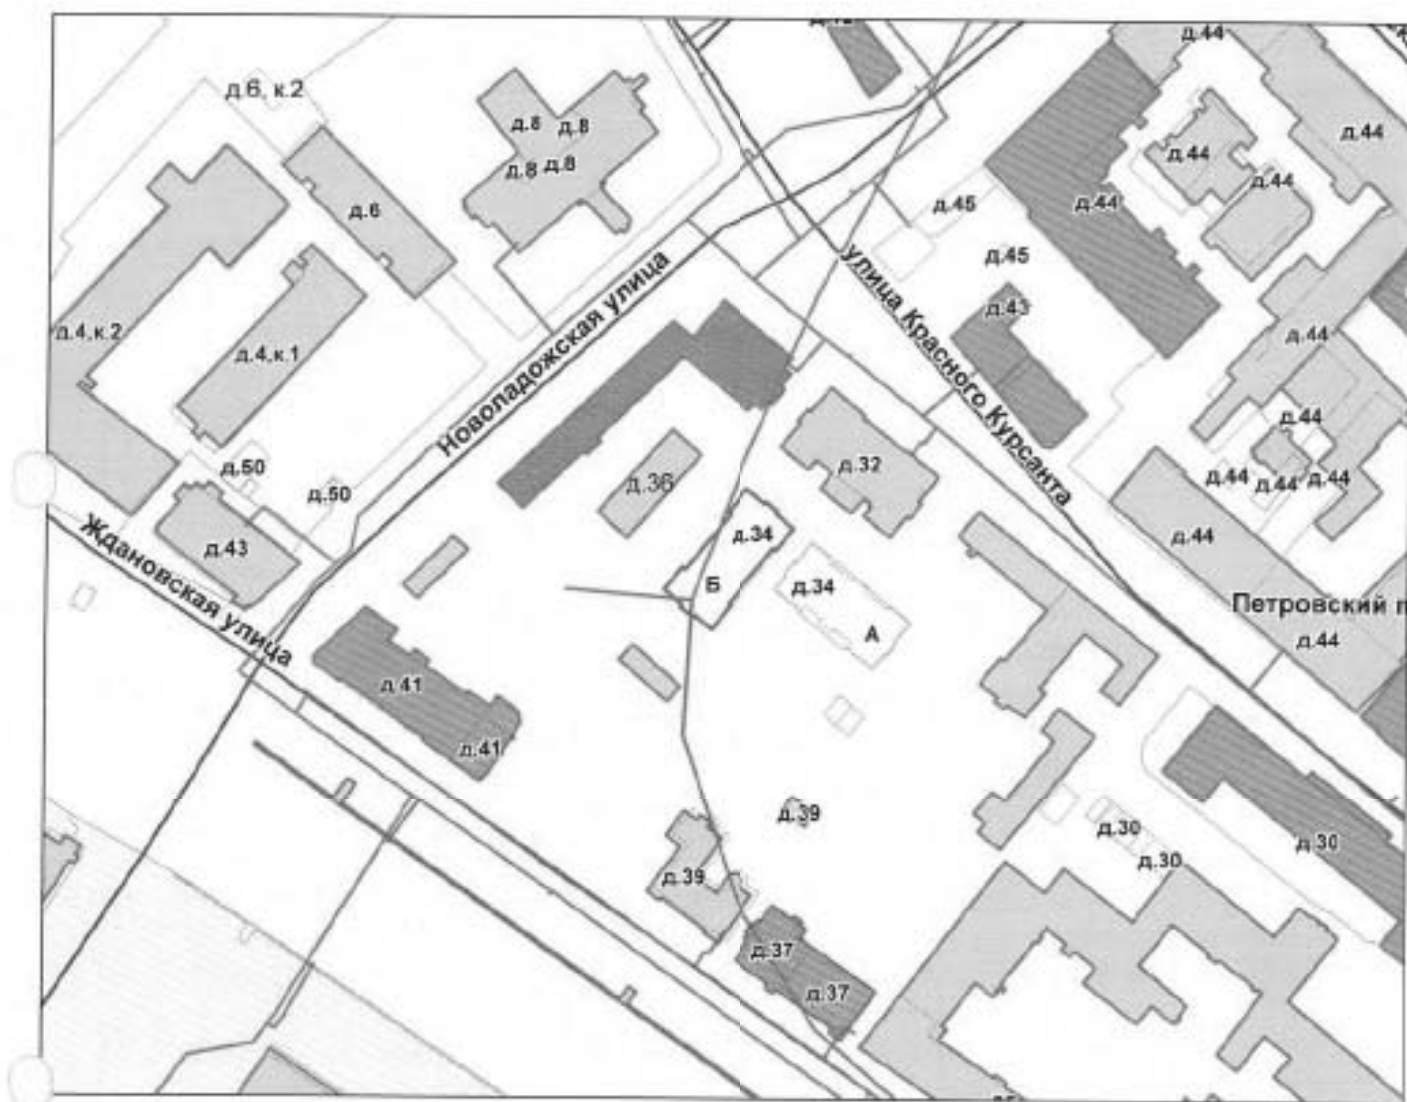 д.44
д.6, к.2
д.8
д.8
д.44
д.8
д.8
д.44
д.44
д.6
д.45
д.44
д.45
улица Красного Курсанта
Новоладожская улица
д.43
д.4, к.2
д.4, к.1
д.44
д.44
д.50
д.32
д.44
д.44
д.44
д.36
д.50
д.34
д.44
д.43
Ждановская улица
Б
д.34
А
Петровский п
д.44
д.41
д.41
д.39
д.30
д.30
д.30
д.39
д.37
д.37